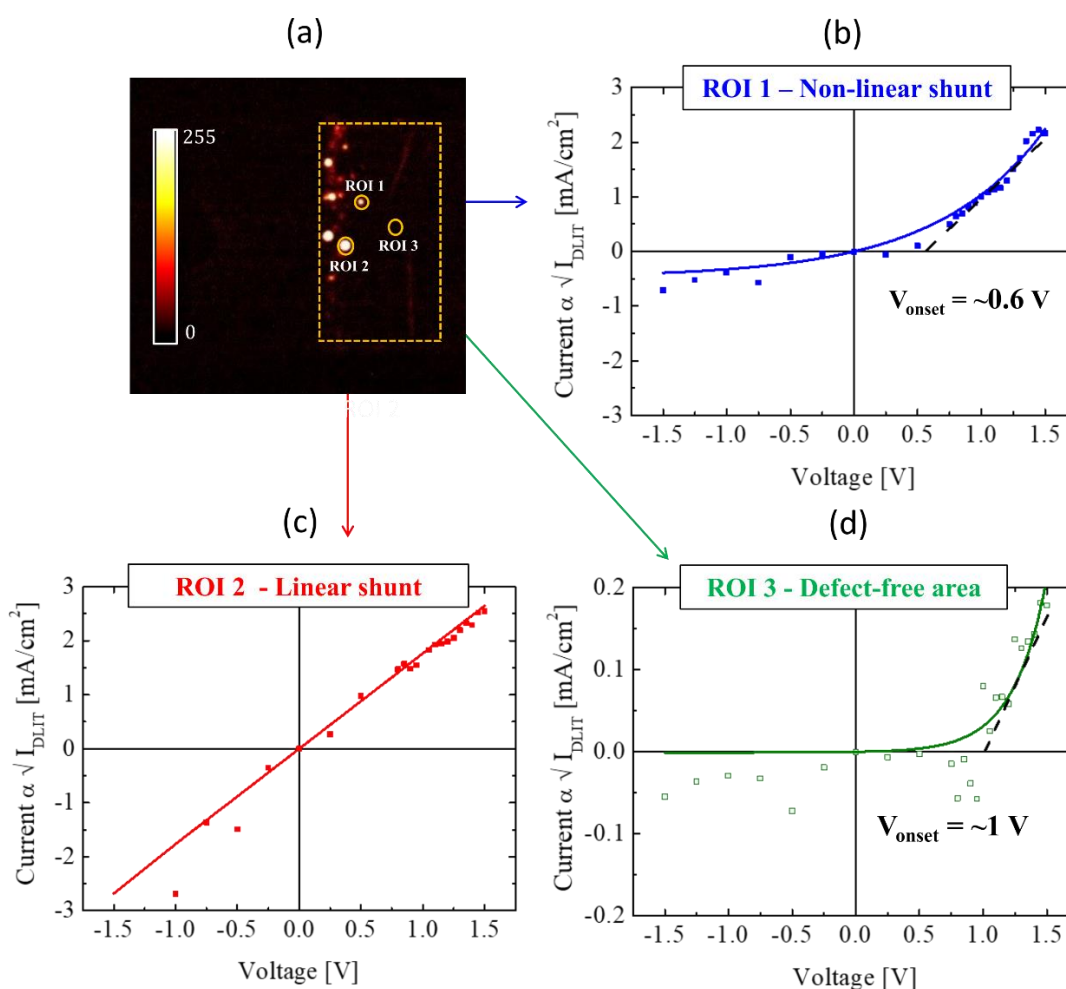 (a)
255
0
ROI 1
ROI 3
ROI 2
ROI 2
(b)
ROI 1 – Non-linear shunt
3
2
1
0
-1
-2
-3
-1.5 -1.0 -0.5 0.0 0.5 1.0 1.5
Current α √ I_DLIT [mA/cm²]
Voltage [V]
V_onset = ~0.6 V
(c)
ROI 2 - Linear shunt
3
2
1
0
-1
-2
-3
-1.5 -1.0 -0.5 0.0 0.5 1.0 1.5
Current α √ I_DLIT [mA/cm²]
Voltage [V]
(d)
ROI 3 - Defect-free area
0.2
0.1
0.0
-0.1
-0.2
-1.5 -1.0 -0.5 0.0 0.5 1.0 1.5
Current α √ I_DLIT [mA/cm²]
Voltage [V]
V_onset = ~1 V